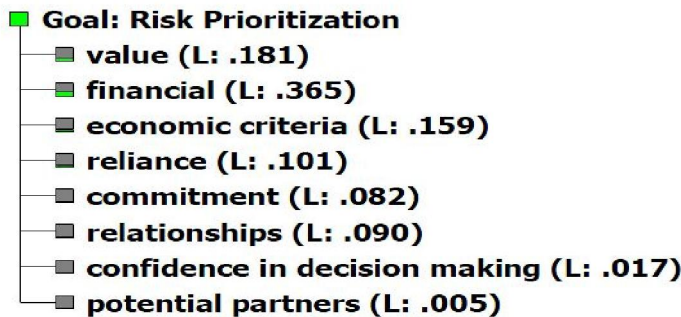 Goal: Risk Prioritization
value (L: .181)
financial (L: .365)
economic criteria (L: .159)
reliance (L: .101)
commitment (L: .082)
relationships (L: .090)
confidence in decision making (L: .017)
potential partners (L: .005)